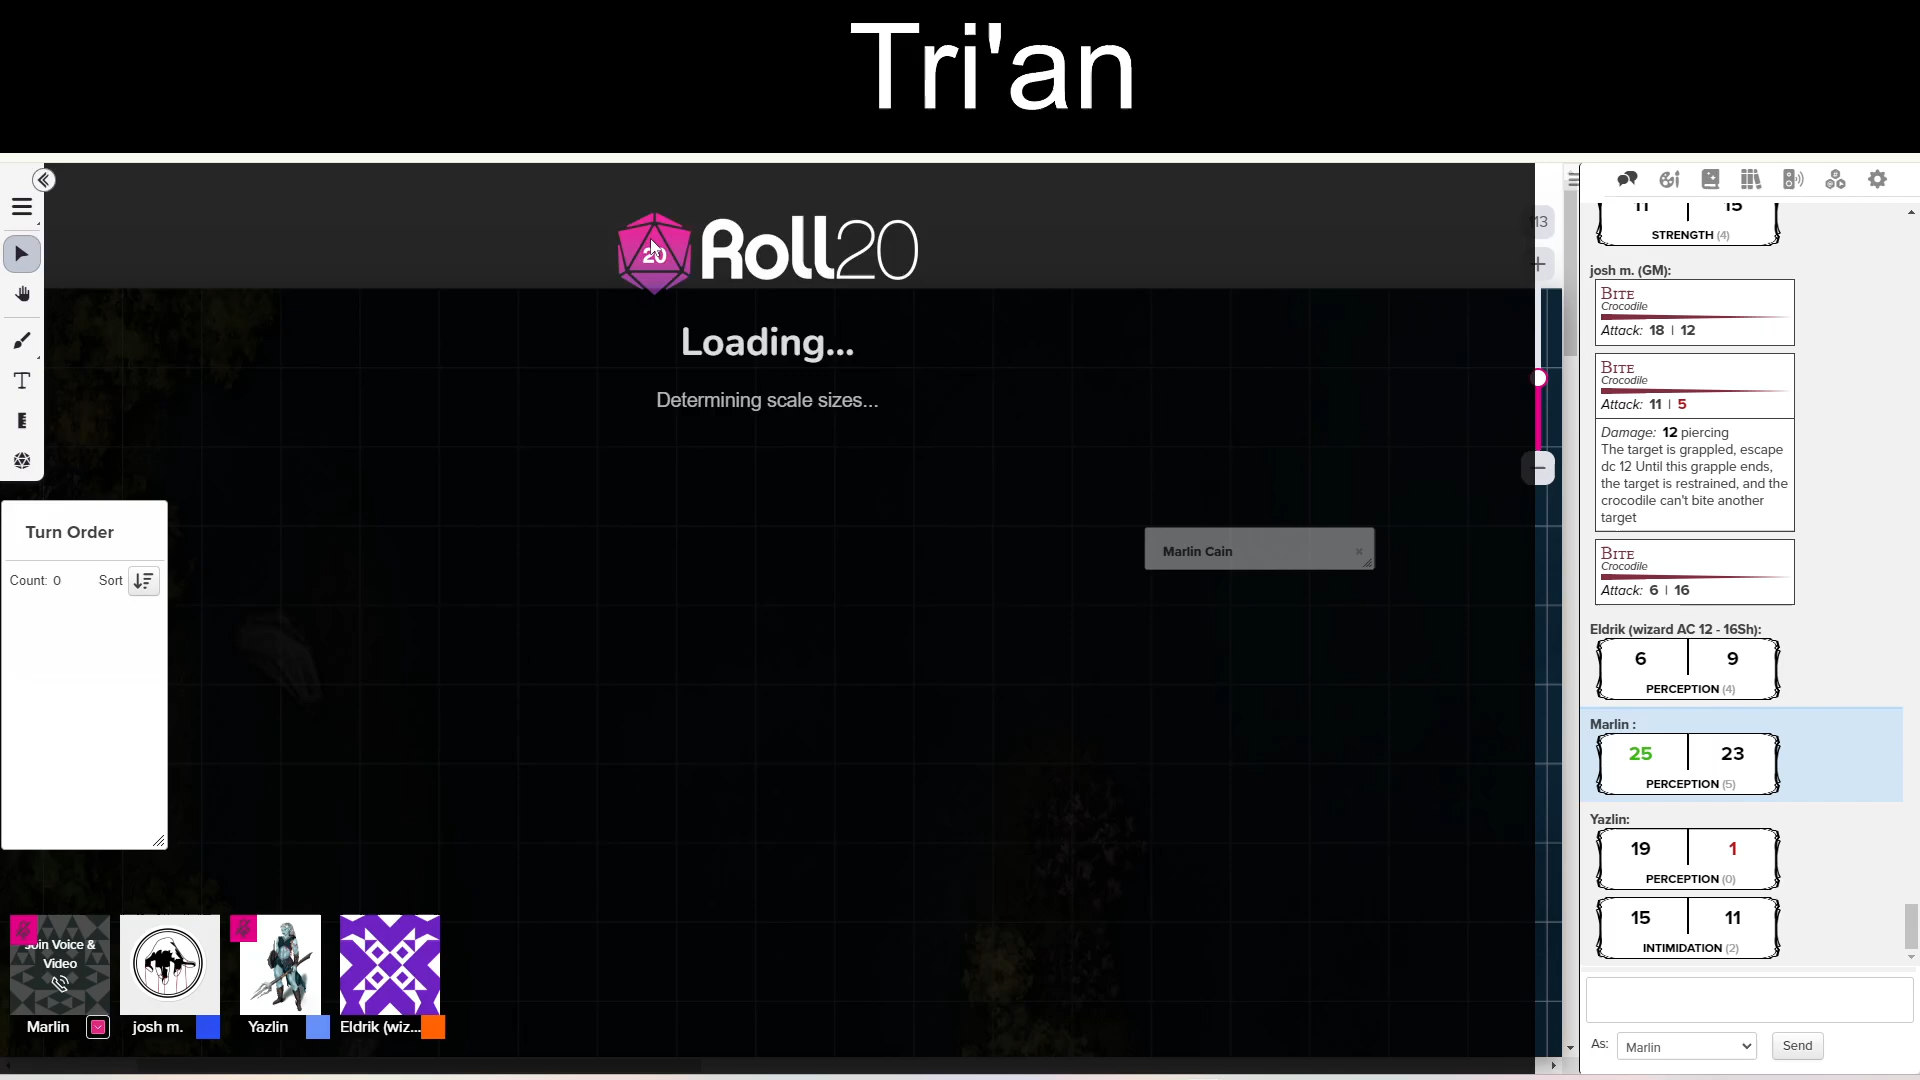 Tri'an
20
Roll20
Loading...
Determining scale sizes...
Turn Order
Count: 0 Sort
Marlin Cain ×
Join Voice &
Video
Marlin
josh m.
Yazlin
Eldrik (wiz...
11 15
STRENGTH (4)
josh m. (GM):
BITE
Crocodile
Attack: 18 | 12
BITE
Crocodile
Attack: 11 | 5
Damage: 12 piercing
The target is grappled, escape
dc 12 Until this grapple ends,
the target is restrained, and the
crocodile can't bite another
target
BITE
Crocodile
Attack: 6 | 16
Eldrik (wizard AC 12 - 16Sh):
6 9
PERCEPTION (4)
Marlin :
25 23
PERCEPTION (5)
Yazlin:
19 1
PERCEPTION (0)
15 11
INTIMIDATION (2)
As: Marlin Send